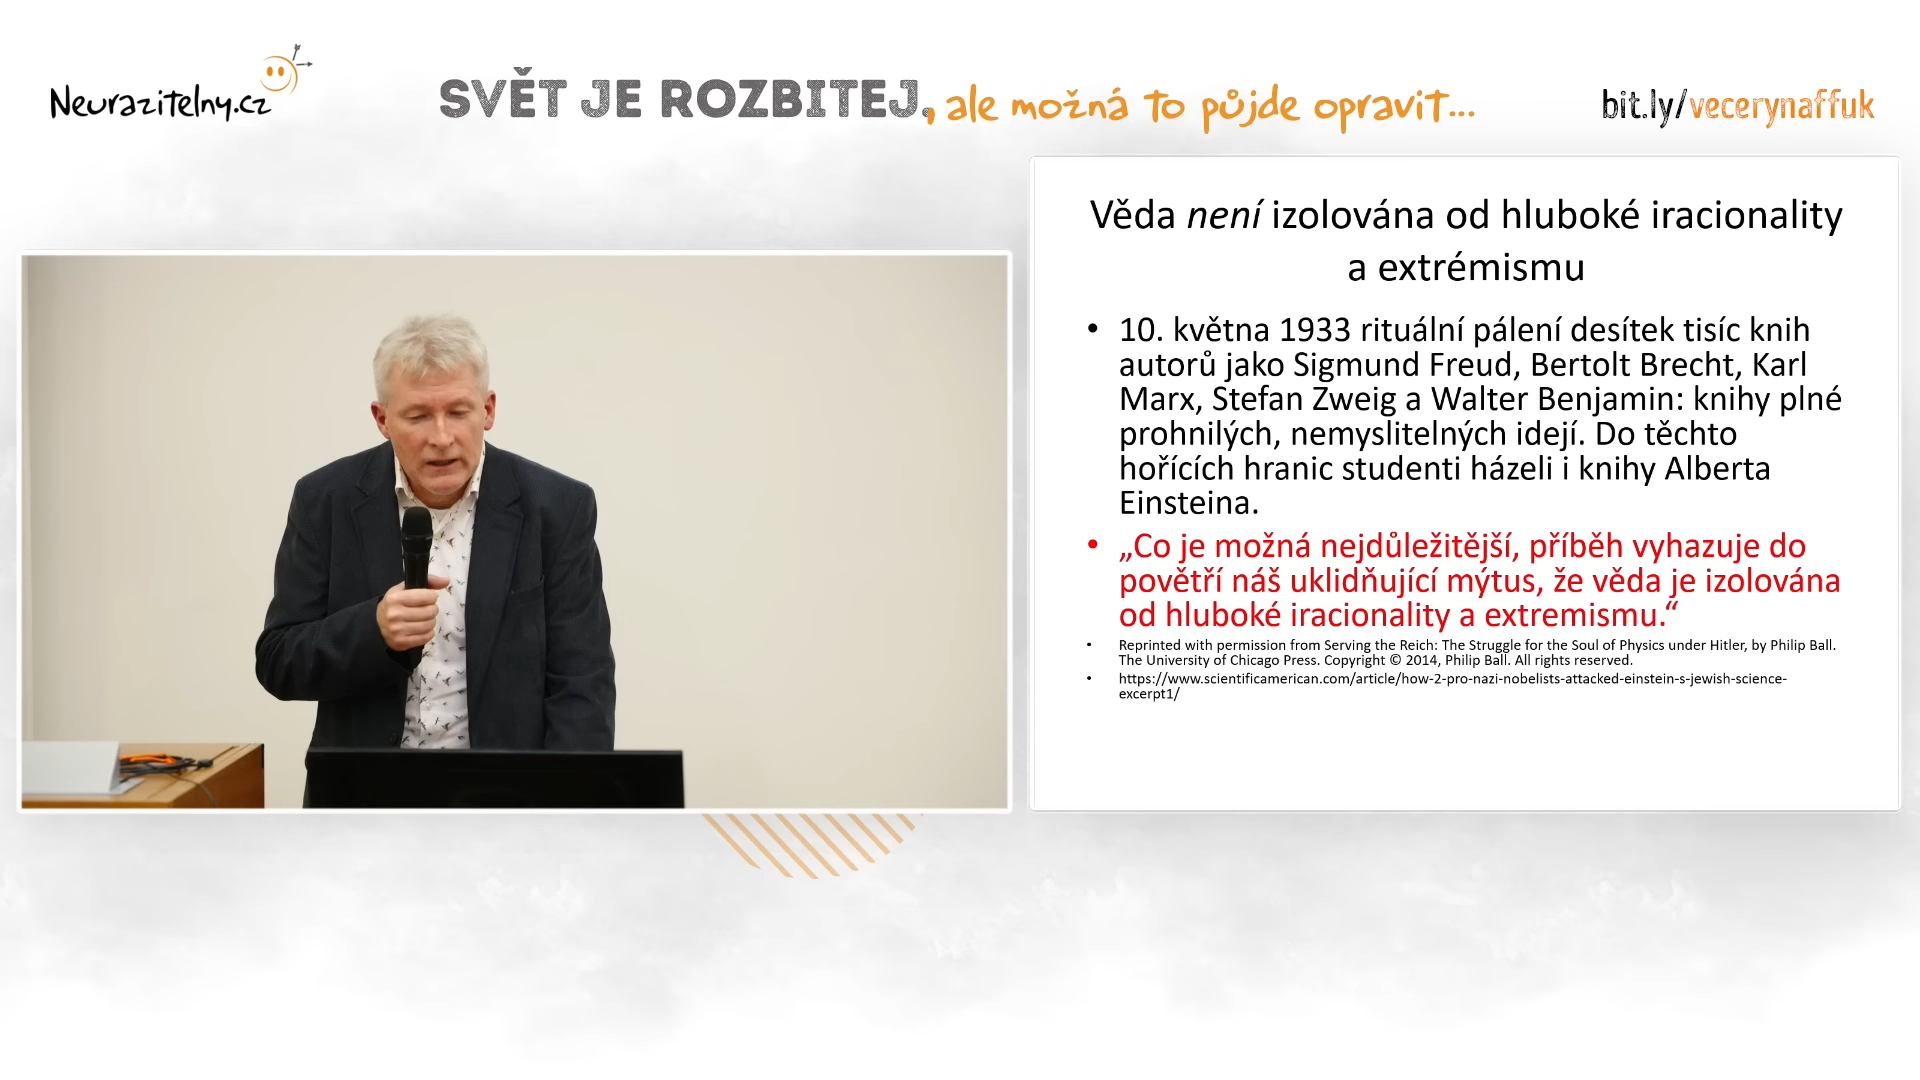 Neurazitelny.cz
SVĚT JE ROZBITEJ, ale možná to půjde opravit...
bit.ly/vecerynaffuk
Věda není izolována od hluboké iracionality
a extrémismu
• 10. května 1933 rituální pálení desítek tisíc knih
autorů jako Sigmund Freud, Bertolt Brecht, Karl
Marx, Stefan Zweig a Walter Benjamin: knihy plné
prohnilých, nemyslitelných idejí. Do těchto
hořících hranic studenti házeli i knihy Alberta
Einsteina.
• „Co je možná nejdůležitější, příběh vyhazuje do
povětří náš uklidňující mýtus, že věda je izolována
od hluboké iracionality a extremismu.“
• Reprinted with permission from Serving the Reich: The Struggle for the Soul of Physics under Hitler, by Philip Ball.
The University of Chicago Press. Copyright © 2014, Philip Ball. All rights reserved.
• https://www.scientificamerican.com/article/how-2-pro-nazi-nobelists-attacked-einstein-s-jewish-science-
excerpt1/